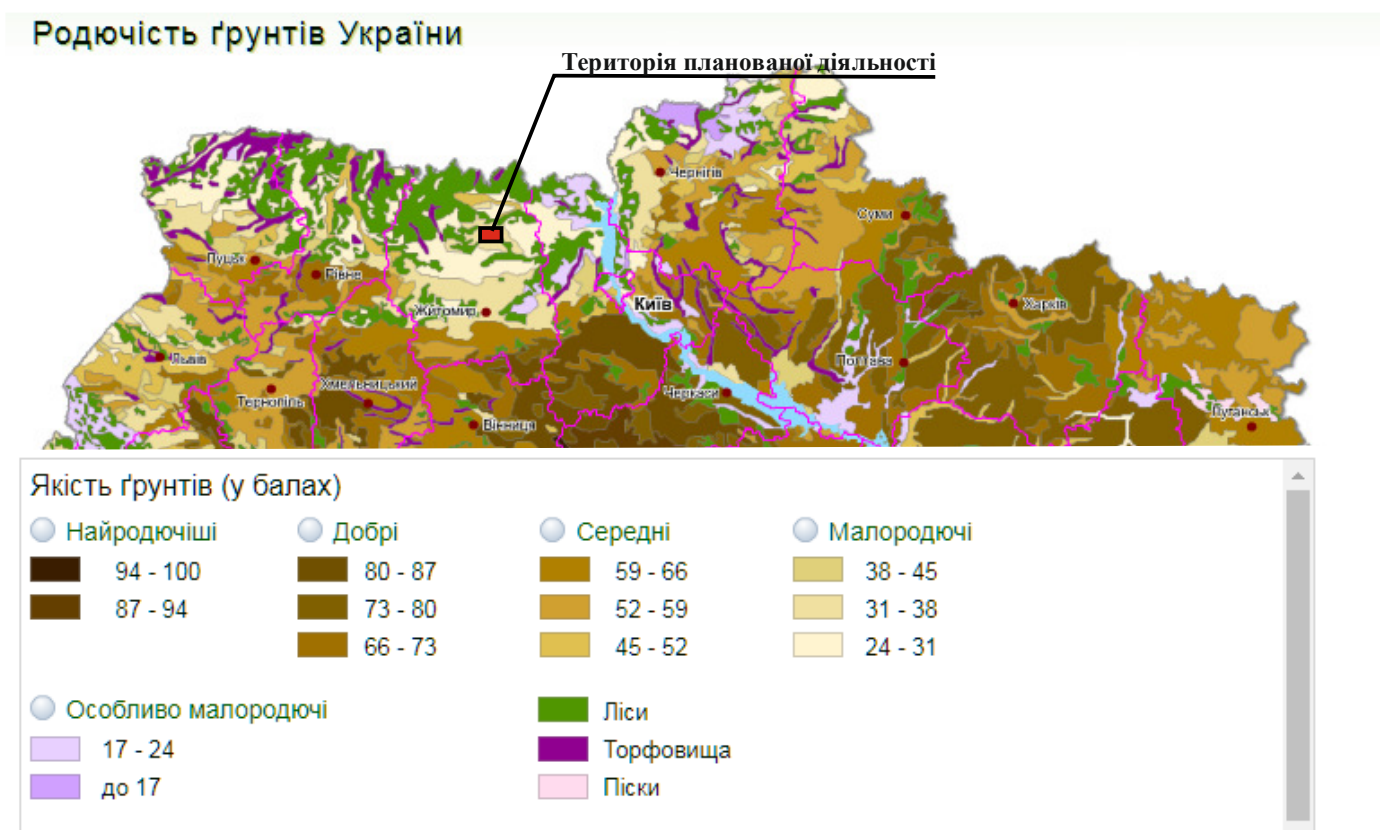 Родючість ґрунтів України
Територія планованої діяльності
Чернігів
Суми
Луцьк
Рівне
Київ
Харків
Житомир
Львів
Полтава
Хмельницький
Черкаси
Тернопіль
Вінниця
Луганськ
Якість ґрунтів (у балах)
Найродючіші Добрі Середні Малородючі
94 - 100 80 - 87 59 - 66 38 - 45
87 - 94 73 - 80 52 - 59 31 - 38
66 - 73 45 - 52 24 - 31
Особливо малородючі Ліси
17 - 24 Торфовища
до 17 Піски